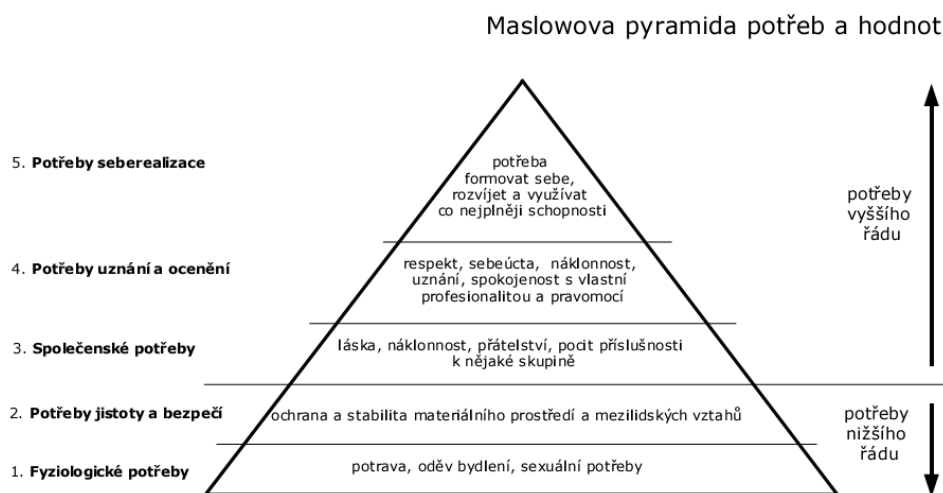 Maslowova pyramida potřeb a hodnot
5. Potřeby seberealizace
potřeba
formovat sebe,
rozvíjet a využívat
co nejplněji schopnosti
potřeby
vyššího
řádu
4. Potřeby uznání a ocenění
respekt, sebeúcta, náklonnost,
uznání, spokojenost s vlastní
profesionalitou a pravomocí
3. Společenské potřeby
láska, náklonnost, přátelství, pocit příslušnosti
k nějaké skupině
2. Potřeby jistoty a bezpečí
ochrana a stabilita materiálního prostředí a mezilidských vztahů
potřeby
nižšího
řádu
1. Fyziologické potřeby
potrava, oděv bydlení, sexuální potřeby